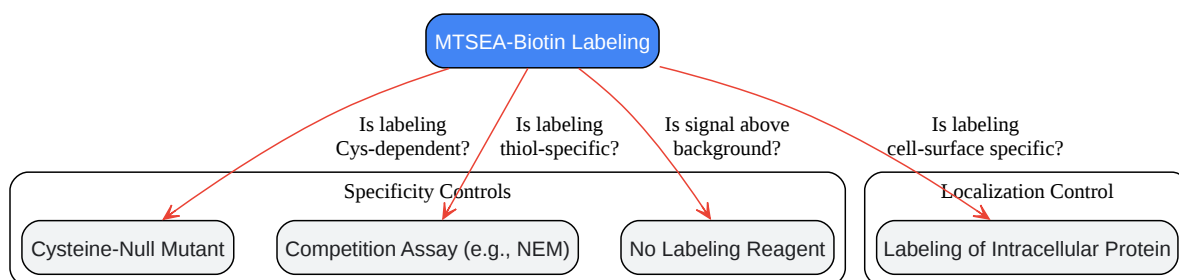 MTSEA-Biotin Labeling
Is labeling
Cys-dependent?
Is labeling
thiol-specific?
Is signal above
background?
Is labeling
cell-surface specific?
Specificity Controls
Localization Control
Cysteine-Null Mutant
Competition Assay (e.g., NEM)
No Labeling Reagent
Labeling of Intracellular Protein